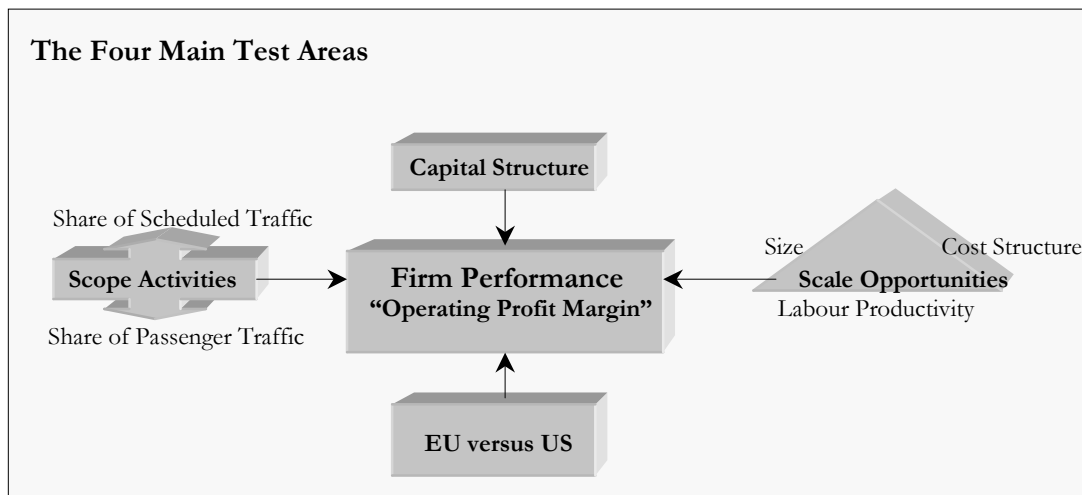 The Four Main Test Areas
Capital Structure
Share of Scheduled Traffic
Scope Activities
Share of Passenger Traffic
Firm Performance
“Operating Profit Margin”
Size
Cost Structure
Scale Opportunities
Labour Productivity
EU versus US